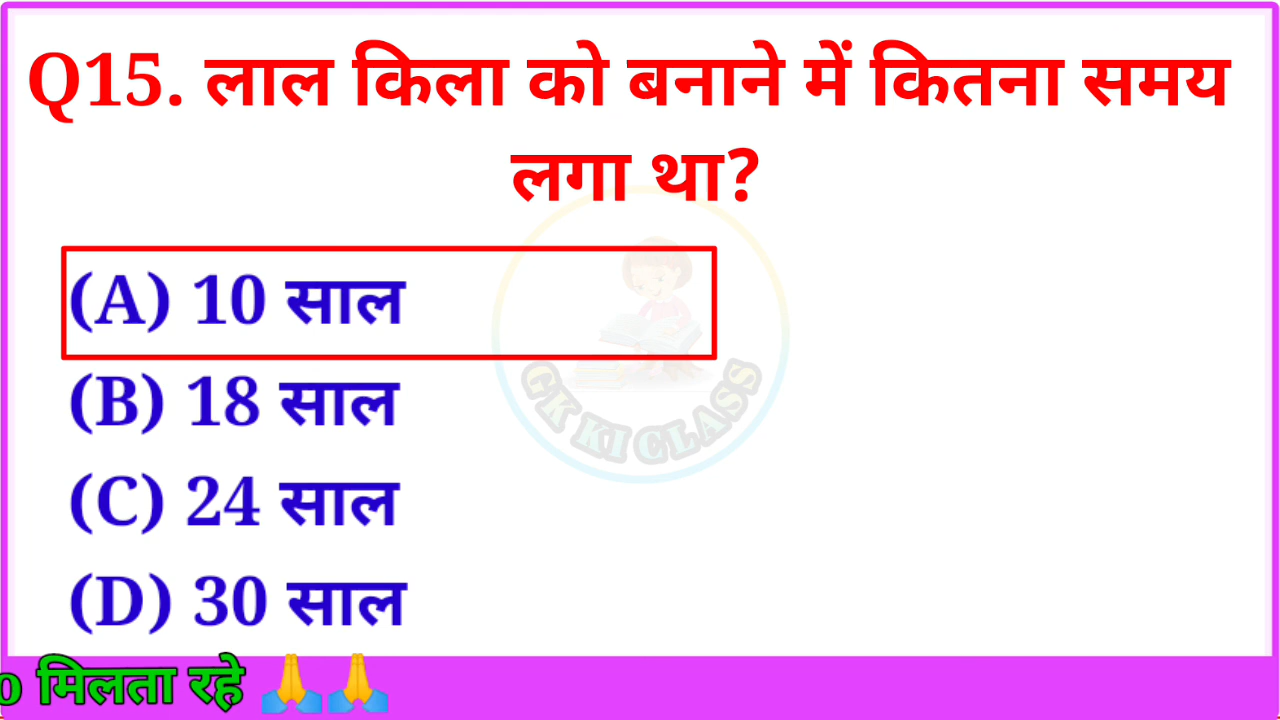 Q15. लाल किला को बनाने में कितना समय
लगा था?
(A) 10 साल
(B) 18 साल
(C) 24 साल
(D) 30 साल
GK KI CLASS
o मिलता रहे 🙏🙏